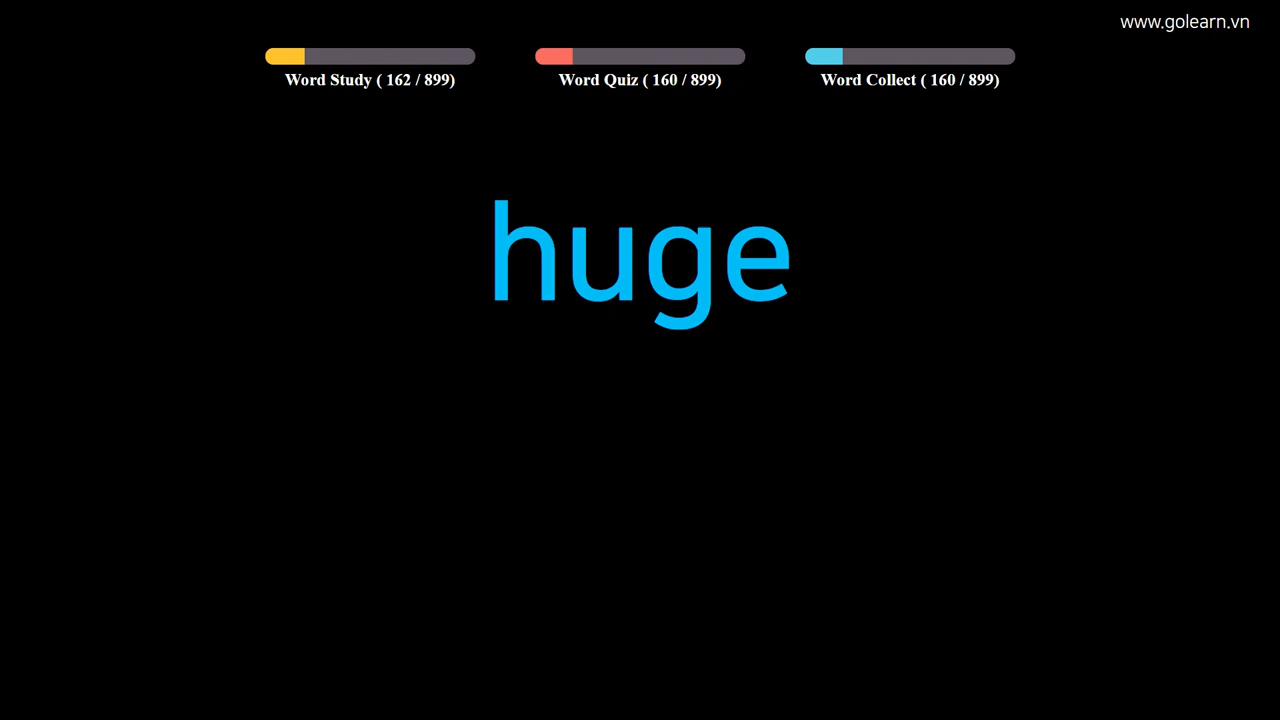 www.golearn.vn
Word Study ( 162 / 899)
Word Quiz ( 160 / 899)
Word Collect ( 160 / 899)
huge